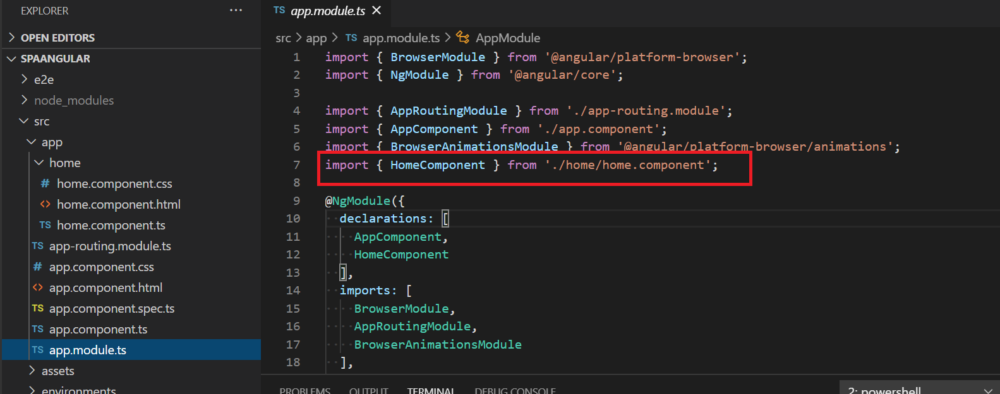 EXPLORER
OPEN EDITORS
SPAANGULAR
e2e
node_modules
src
app
home
# home.component.css
<> home.component.html
TS home.component.ts
TS app-routing.module.ts
# app.component.css
<> app.component.html
TS app.component.spec.ts
TS app.component.ts
TS app.module.ts
assets
environments
TS app.module.ts
src > app > TS app.module.ts > AppModule
1 import { BrowserModule } from '@angular/platform-browser';
2 import { NgModule } from '@angular/core';
3
4 import { AppRoutingModule } from './app-routing.module';
5 import { AppComponent } from './app.component';
6 import { BrowserAnimationsModule } from '@angular/platform-browser/animations';
7 import { HomeComponent } from './home/home.component';
8
9 @NgModule({
10 declarations: [
11 AppComponent,
12 HomeComponent
13 ],
14 imports: [
15 BrowserModule,
16 AppRoutingModule,
17 BrowserAnimationsModule
18 ],
PROBLEMS OUTPUT TERMINAL DEBUG CONSOLE 2: powershell